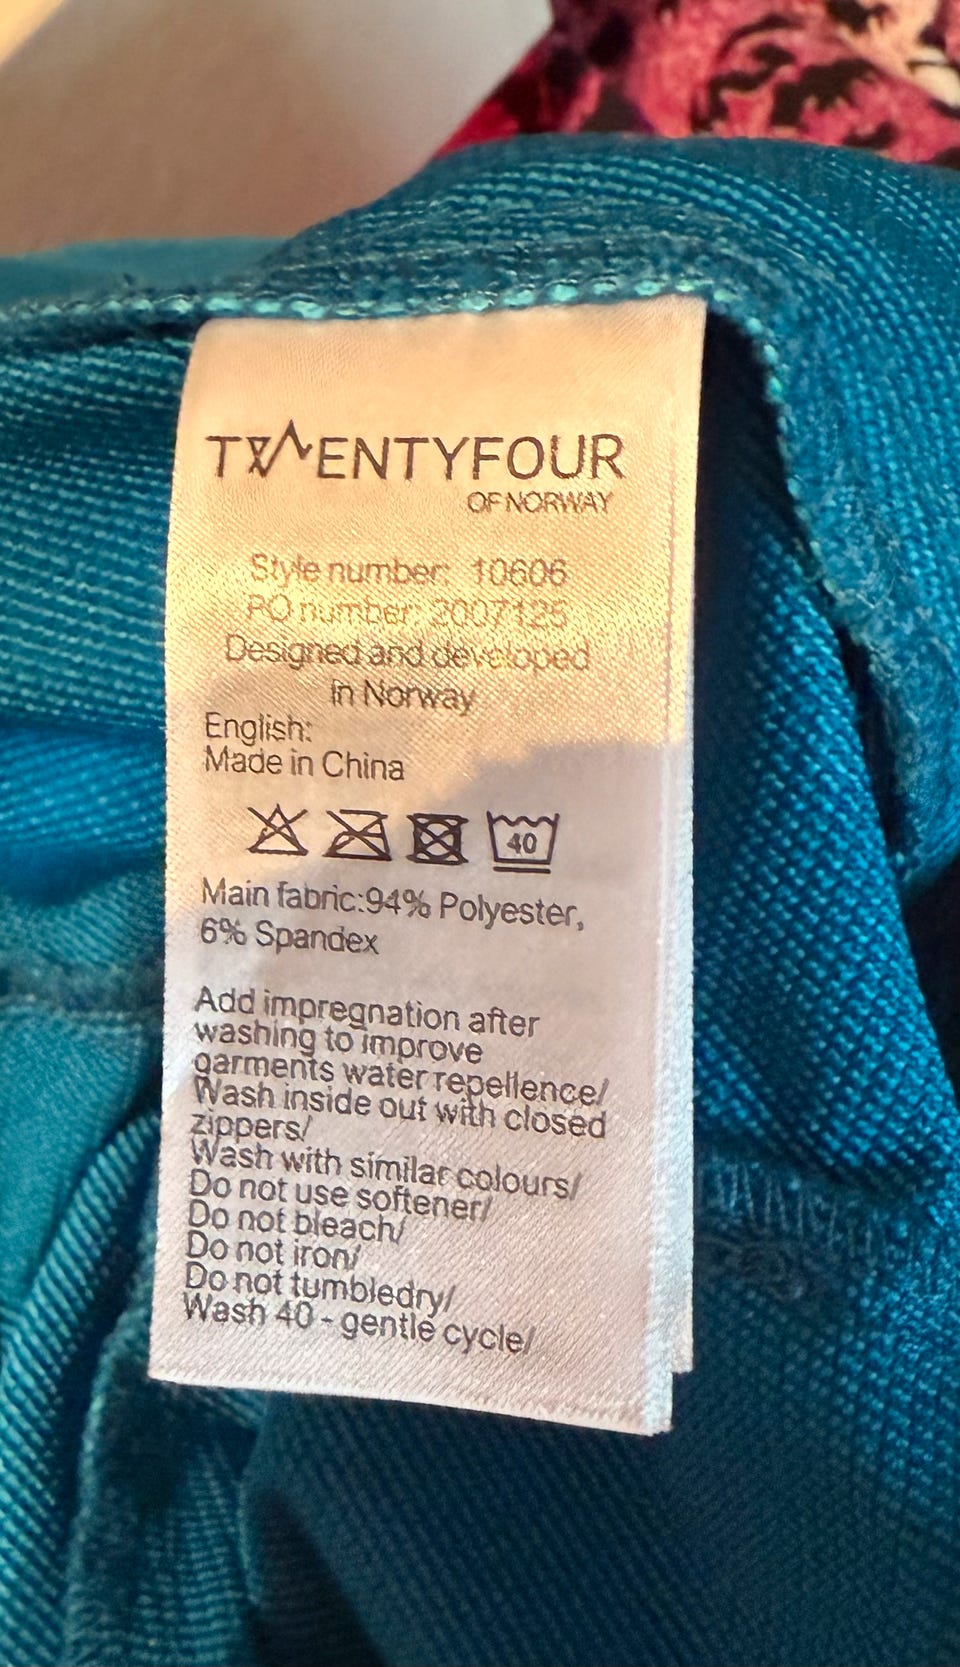 TWENTYFOUR
OF NORWAY
Style number: 10606
PO number: 2007125
Designed and developed
in Norway
English:
Made in China
40
Main fabric:94% Polyester,
6% Spandex
Add impregnation after
washing to improve
garments water repellence/
Wash inside out with closed
zippers/
Wash with similar colours/
Do not use softener/
Do not bleach/
Do not iron/
Do not tumbledry/
Wash 40 - gentle cycle/